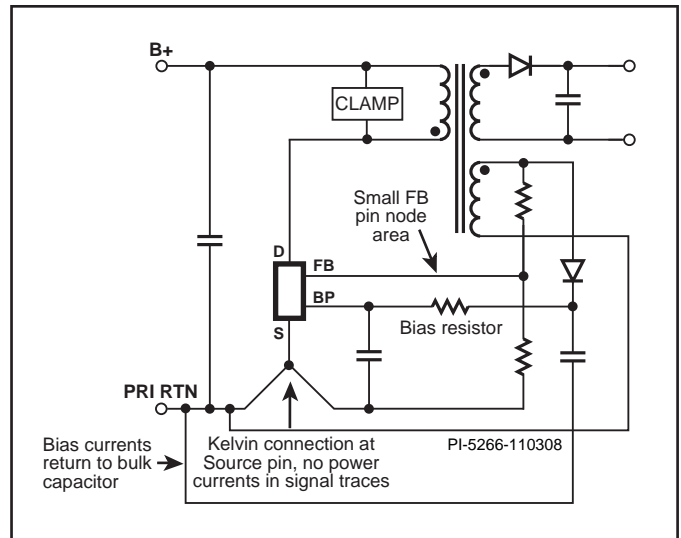 B+
CLAMP
Small FB
pin node
area
D
FB
BP
S
Bias resistor
PRI RTN
PI-5266-110308
Bias currents
return to bulk
capacitor
Kelvin connection at
Source pin, no power
currents in signal traces